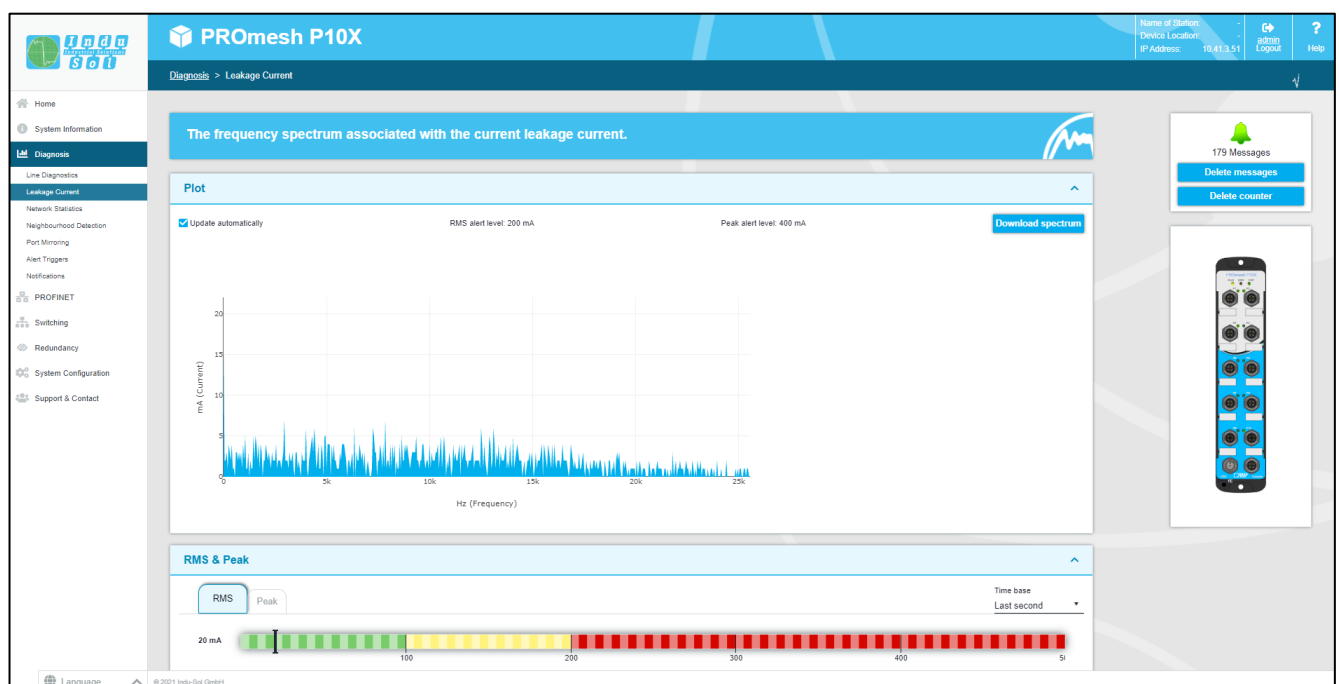 Indu
Industrial Solutions
Sol
PROmesh P10X
Name of Station: -
Device Location: -
IP Address: 10.41.3.51
admin
Logout
?
Help
Diagnosis > Leakage Current
Home
System Information
Diagnosis
Line Diagnostics
Leakage Current
Network Statistics
Neighbourhood Detection
Port Mirroring
Alert Triggers
Notifications
PROFINET
Switching
Redundancy
System Configuration
Support & Contact
The frequency spectrum associated with the current leakage current.
179 Messages
Delete messages
Delete counter
Plot
Update automatically
RMS alert level: 200 mA
Peak alert level: 400 mA
Download spectrum
20
15
10
5
0
mA (Current)
0 5k 10k 15k 20k 25k
Hz (Frequency)
RMS & Peak
RMS
Peak
Time base
Last second
20 mA
100 200 300 400 5
Language
© 2021 Indu-Sol GmbH